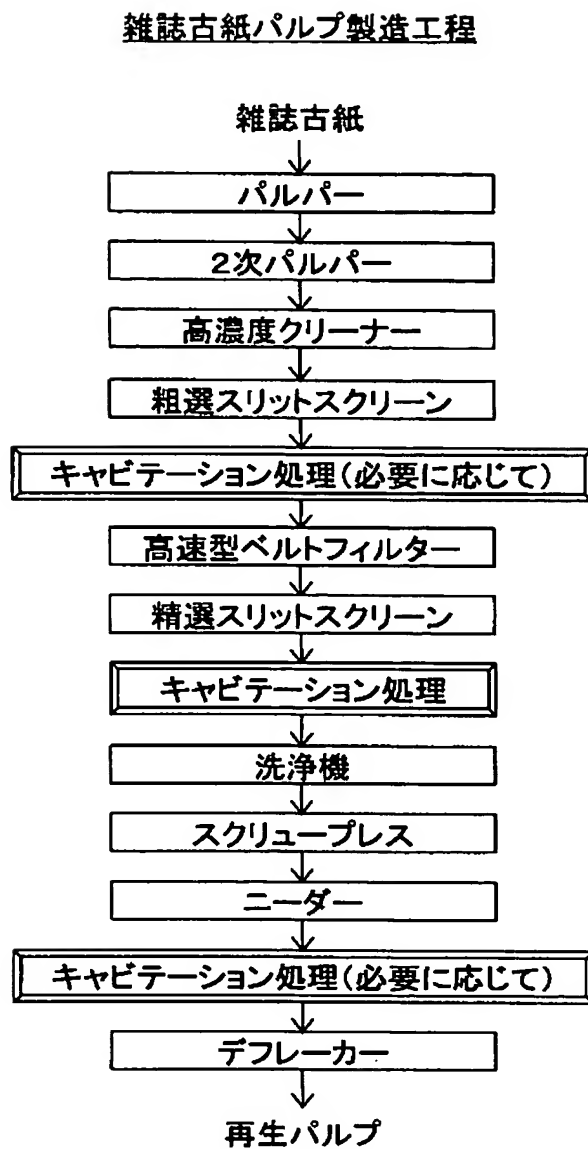 雑誌古紙パルプ製造工程
雑誌古紙
パルパー
2次パルパー
高濃度クリーナー
粗選スリットスクリーン
キャビテーション処理(必要に応じて)
高速型ベルトフィルター
精選スリットスクリーン
キャビテーション処理
洗浄機
スクリュープレス
ニーダー
キャビテーション処理(必要に応じて)
デフレーカー
再生パルプ